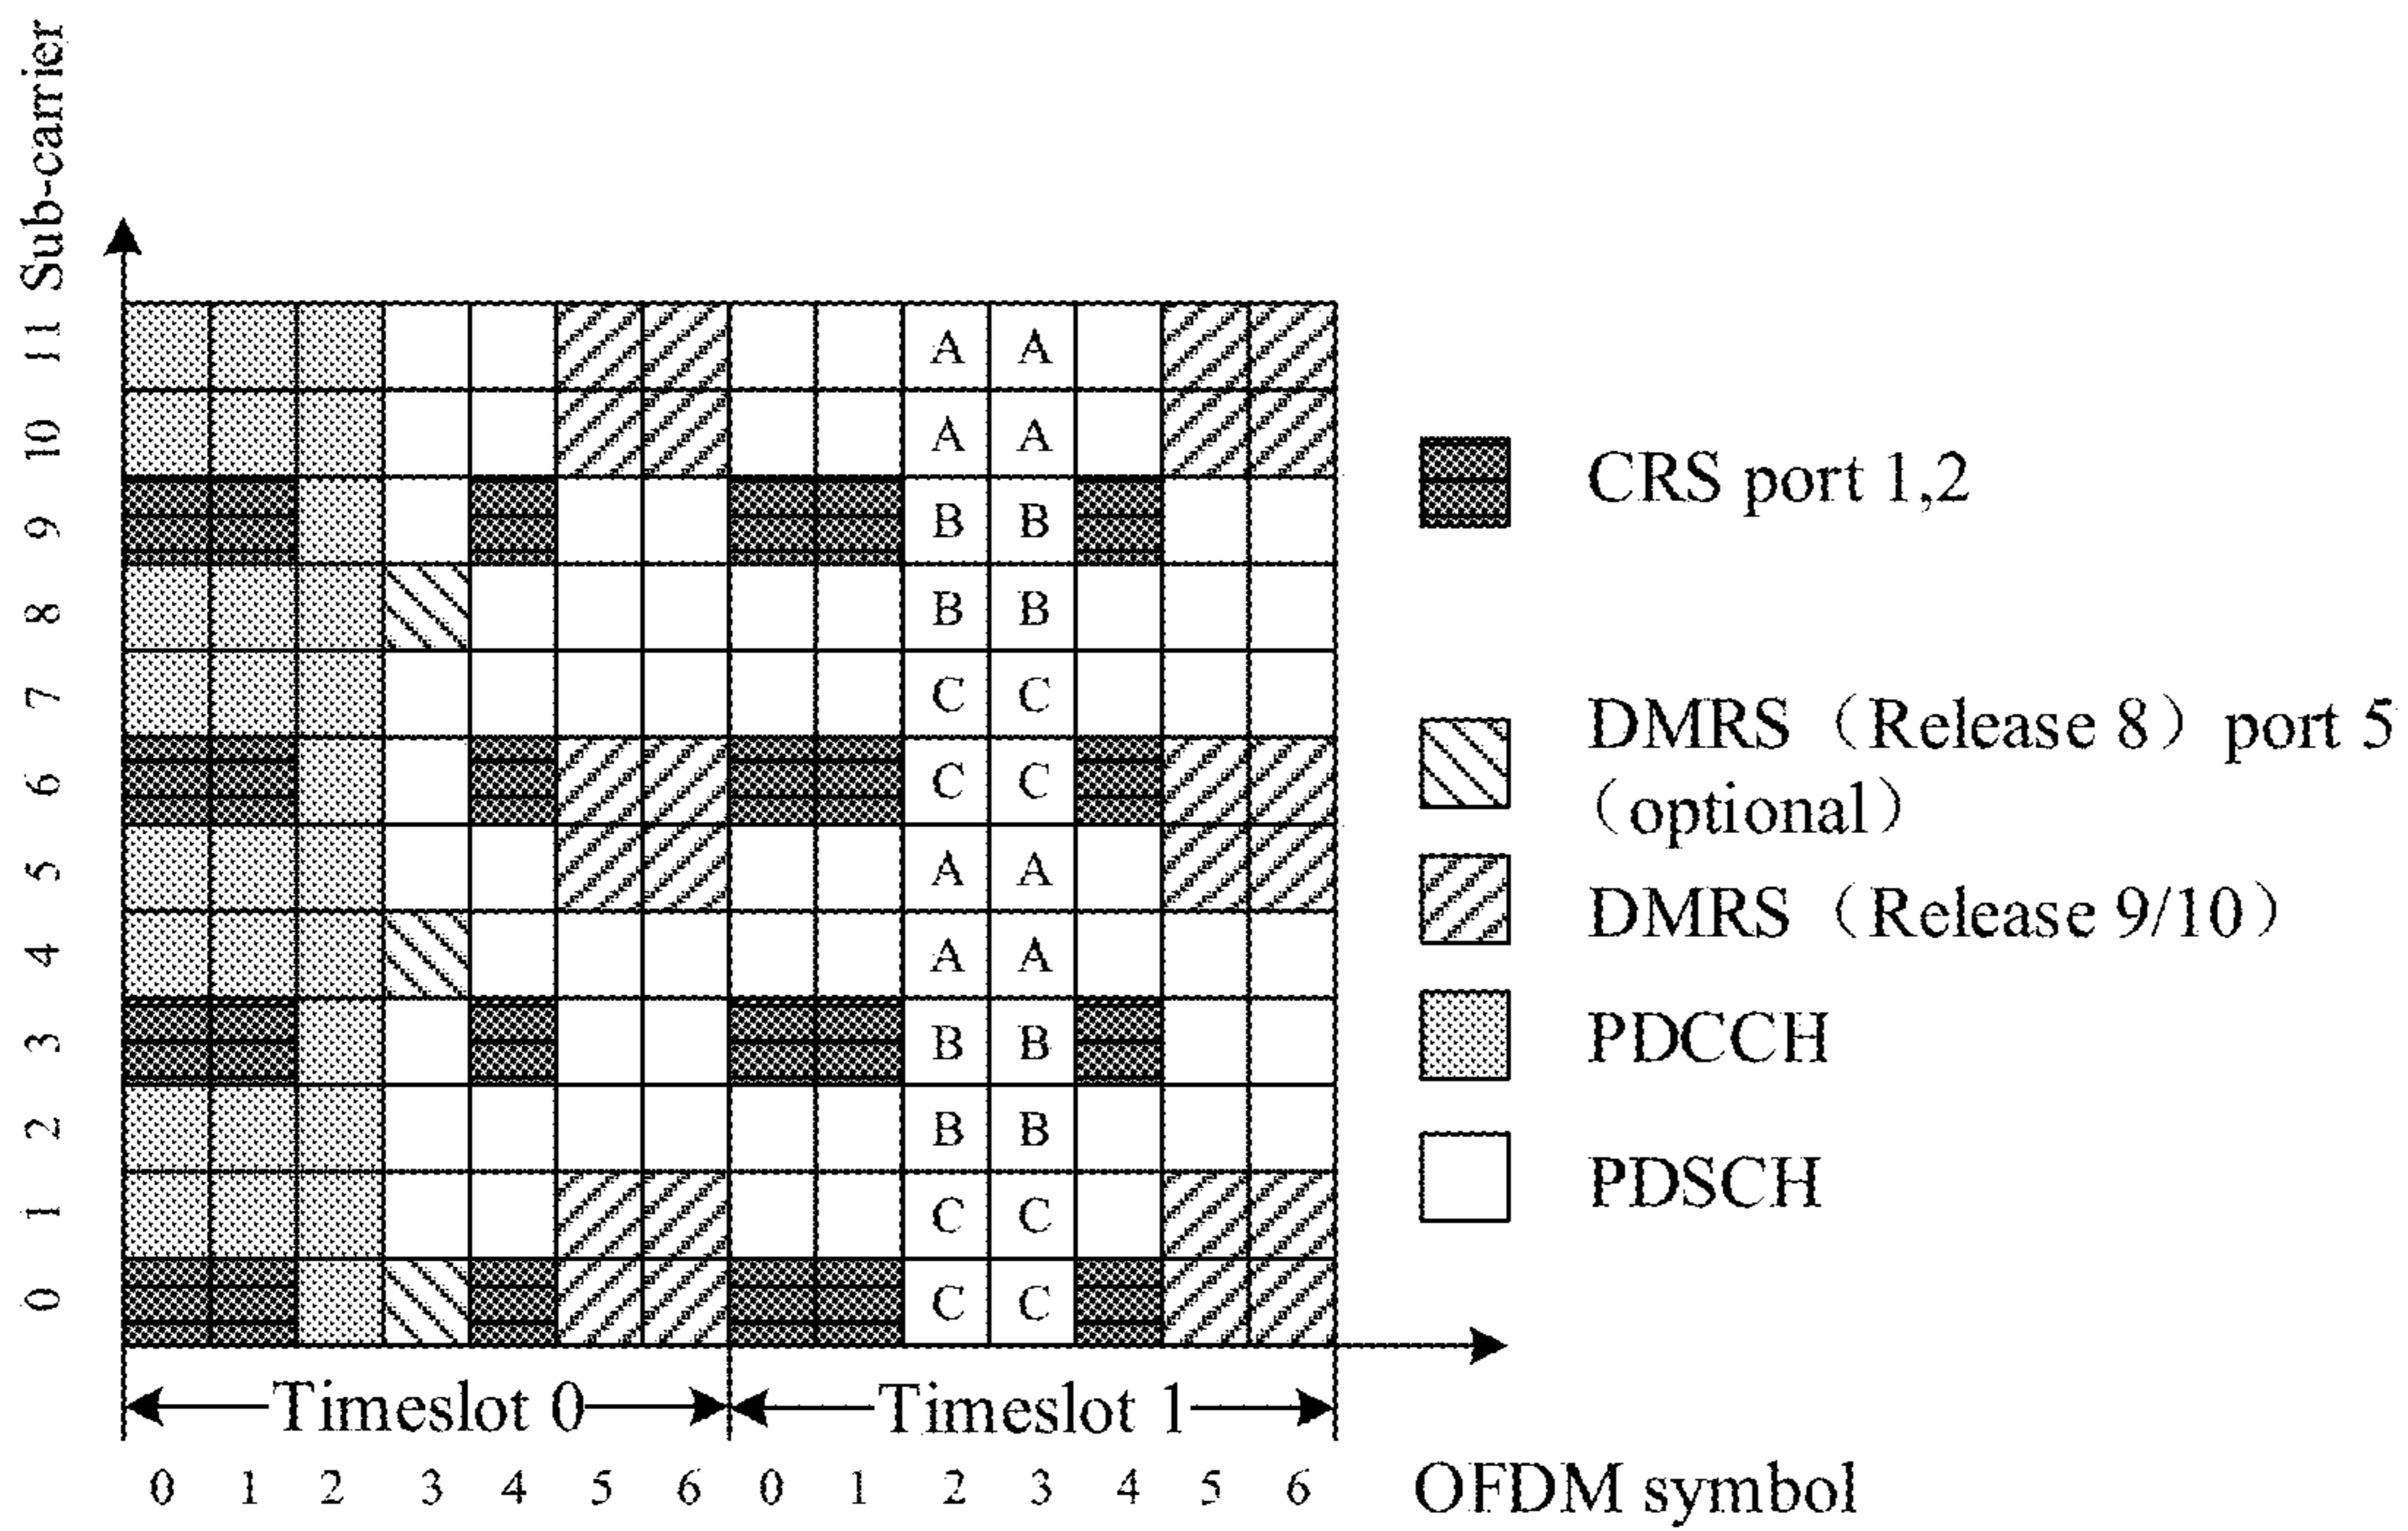 Sub-carrier
11 A A
10 A A
9 B B
8 B B
7 C C
6 C C
5 A A
4 A A
3 B B
2 B B
1 C C
0 C C
Timeslot 0 Timeslot 1
0 1 2 3 4 5 6 0 1 2 3 4 5 6 OFDM symbol
CRS port 1,2
DMRS（Release 8）port 5
（optional）
DMRS（Release 9/10）
PDCCH
PDSCH